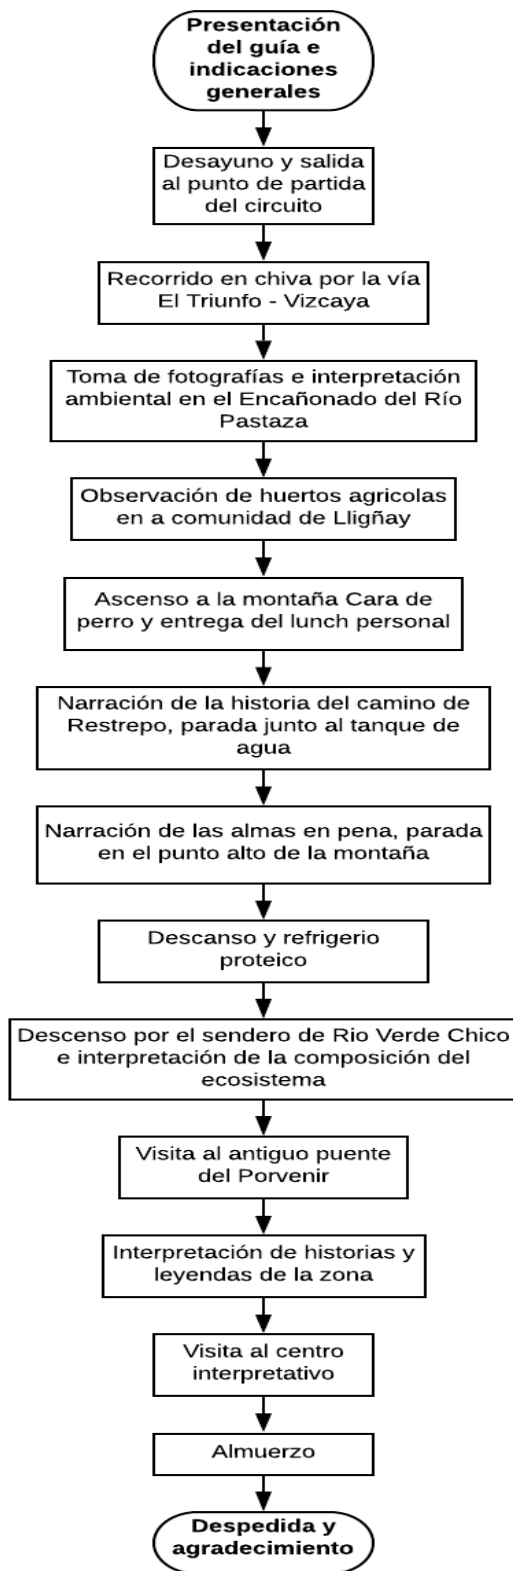 Presentación
del guía e
indicaciones
generales
Desayuno y salida
al punto de partida
del circuito
Recorrido en chiva por la vía
El Triunfo - Vizcaya
Toma de fotografías e interpretación
ambiental en el Encañonado del Río
Pastaza
Observación de huertos agricolas
en a comunidad de Lligñay
Ascenso a la montaña Cara de
perro y entrega del lunch personal
Narración de la historia del camino de
Restrepo, parada junto al tanque de
agua
Narración de las almas en pena, parada
en el punto alto de la montaña
Descanso y refrigerio
proteico
Descenso por el sendero de Rio Verde Chico
e interpretación de la composición del
ecosistema
Visita al antiguo puente
del Porvenir
Interpretación de historias y
leyendas de la zona
Visita al centro
interpretativo
Almuerzo
Despedida y
agradecimiento